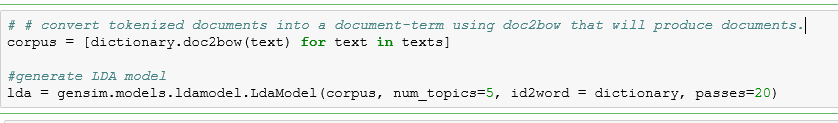 # # convert tokenized documents into a document-term using doc2bow that will produce documents.
corpus = [dictionary.doc2bow(text) for text in texts]
#generate LDA model
lda = gensim.models.ldamodel.LdaModel(corpus, num_topics=5, id2word = dictionary, passes=20)